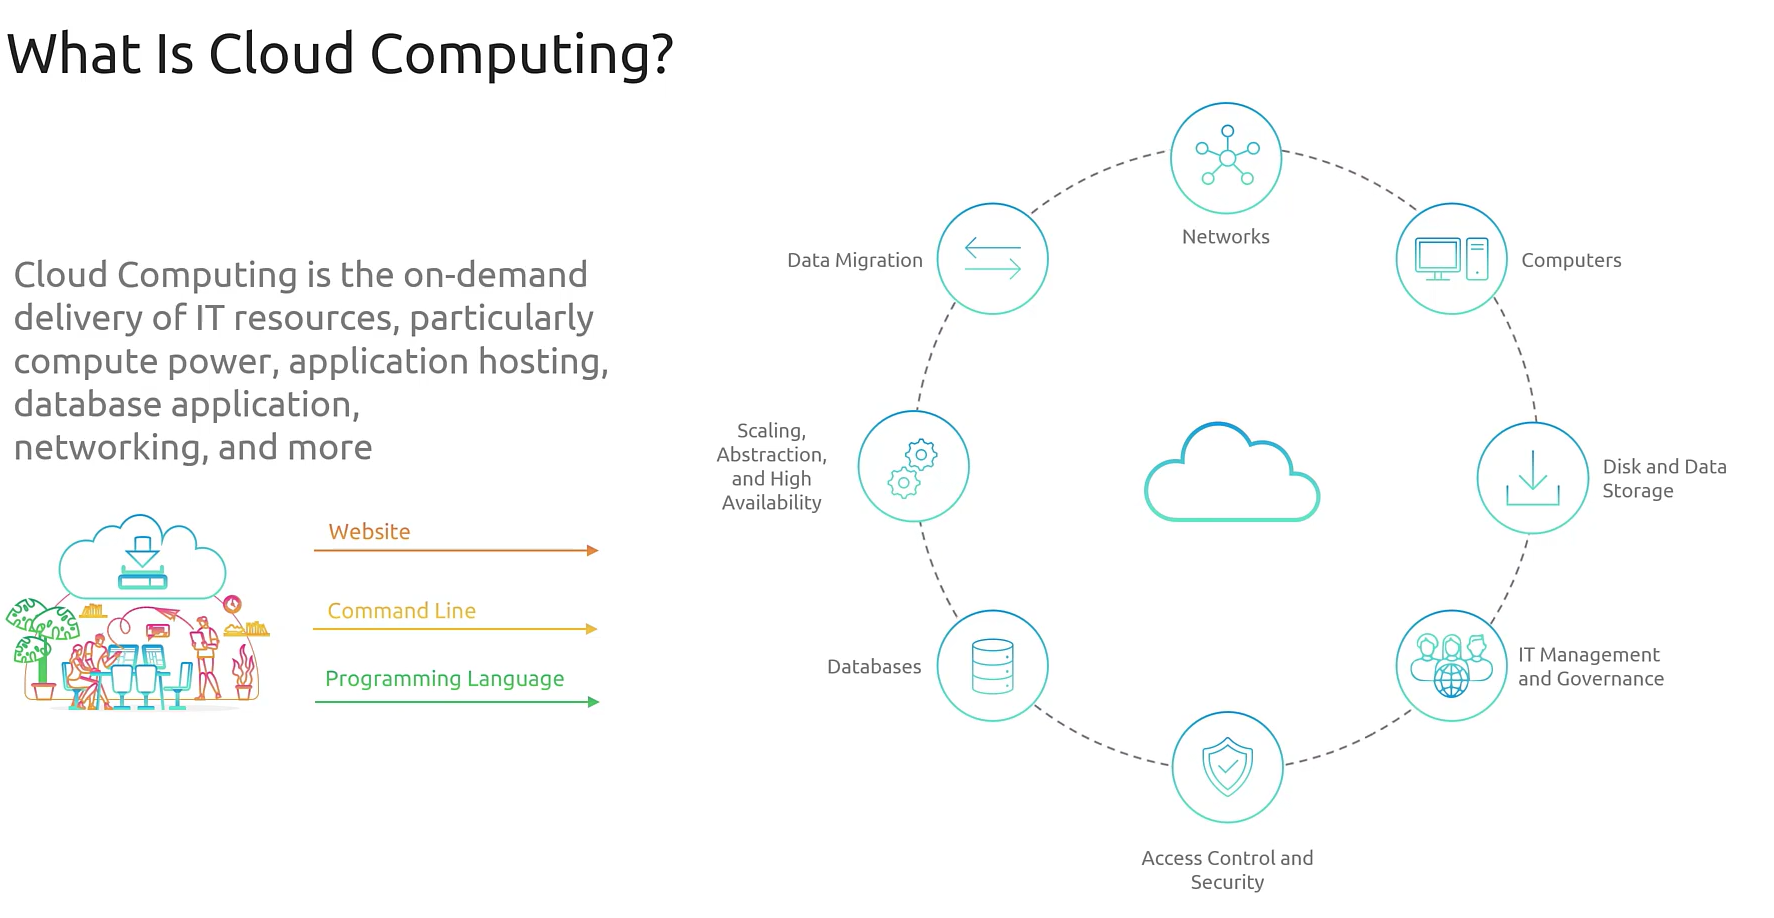 What Is Cloud Computing?
Cloud Computing is the on-demand
delivery of IT resources, particularly
compute power, application hosting,
database application,
networking, and more
Website
Command Line
Programming Language
Networks
Computers
Disk and Data
Storage
IT Management
and Governance
Access Control and
Security
Databases
Scaling,
Abstraction,
and High
Availability
Data Migration